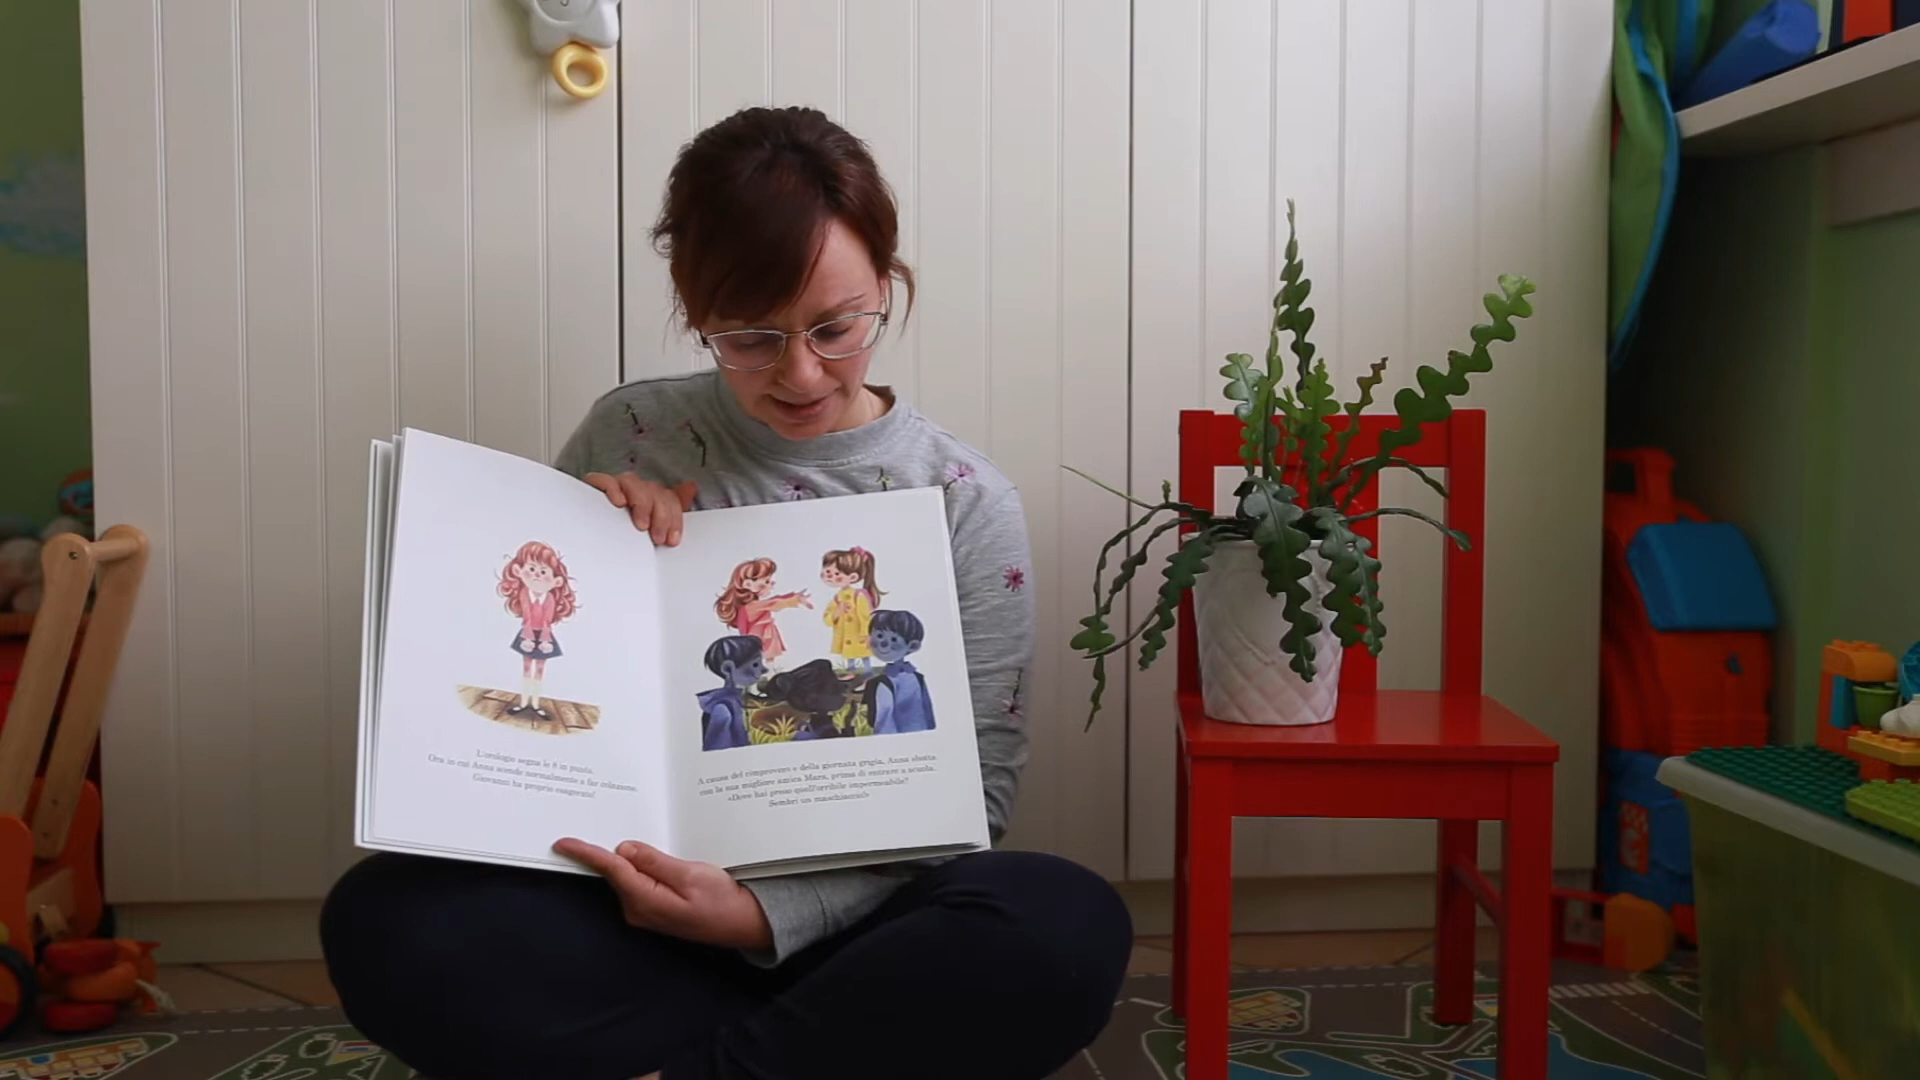 L'orologio segna le 8 in punto.
Ora in cui Anna scende normalmente a far colazione.
Giovanni ha proprio esagerato!
A causa del rimprovero e della giornata grigia, Anna sbotta
con la sua migliore amica Mara, prima di entrare a scuola.
«Dove hai preso quell'orribile impermeabile?
Sembri un maschiaccio!»